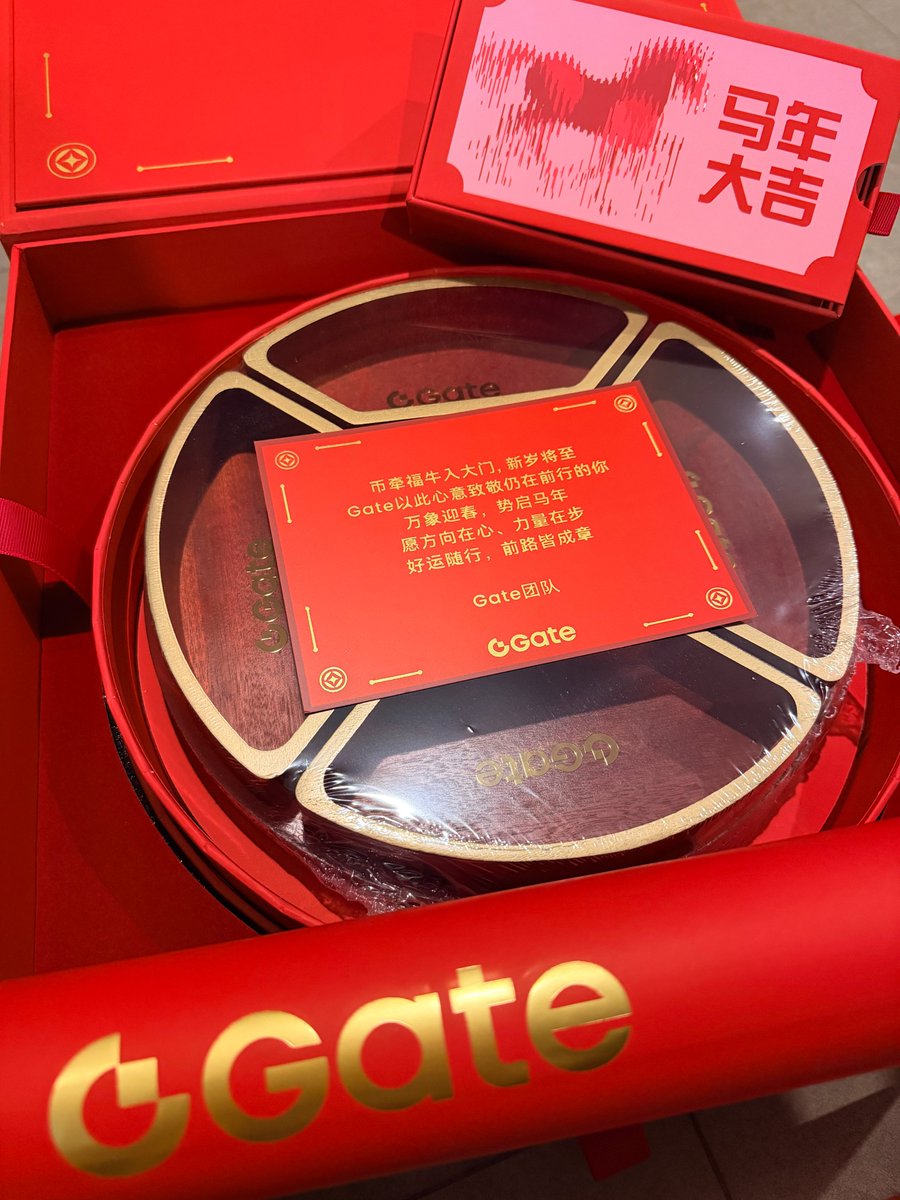 马年
大吉
Gate
Gate
Gate
币牵福牛入大门,新岁将至
Gate以此心意致敬仍在前行的你
万象迎春,势启马年
愿方向在心、力量在步
好运随行,前路皆成章
Gate团队
Gate
Gate
Gate